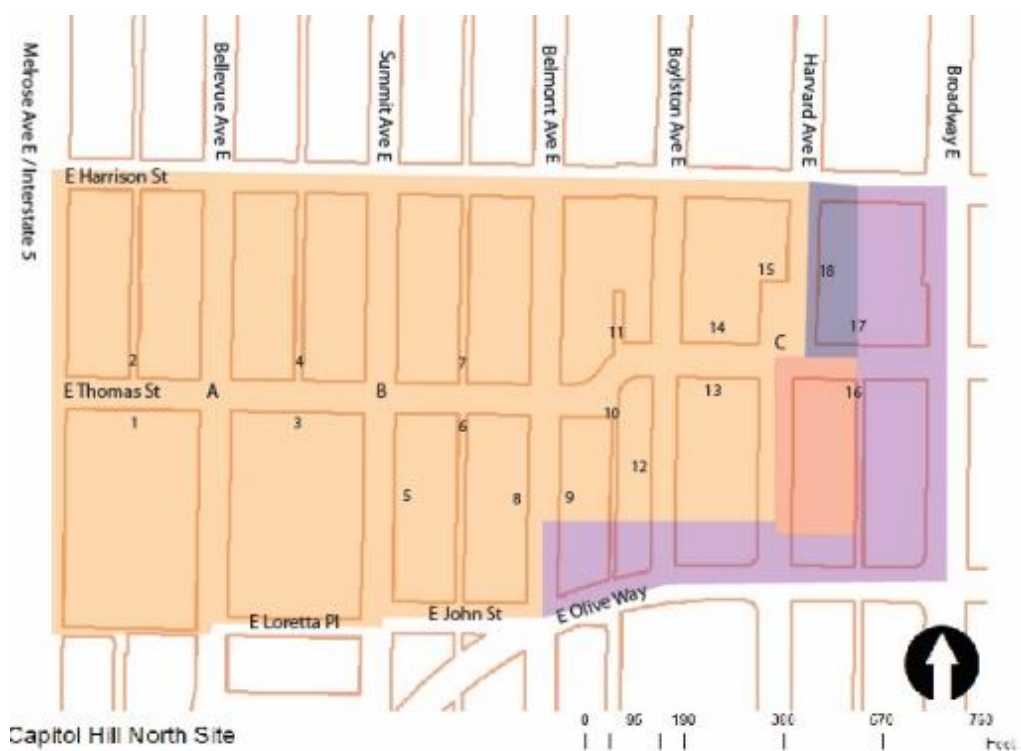 Melrose Ave E / Interstate 5
Bellevue Ave E
Summit Ave E
Belmont Ave E
Boylston Ave E
Harvard Ave E
Broadway E
E Harrison St
15
18
2
4
7
11
14
17
C
E Thomas St
A
B
13
16
1
3
6
10
5
8
9
12
E Loretta Pl
E John St
E Olive Way
0 95 190 380 570 760
Feet
Capitol Hill North Site